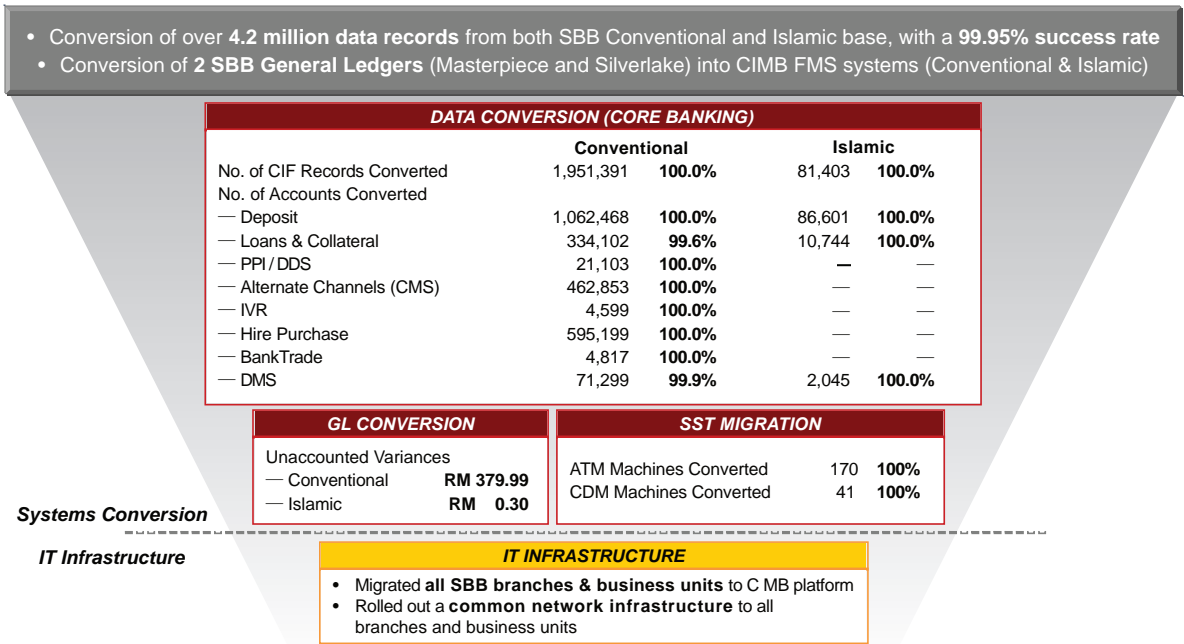 • Conversion of over 4.2 million data records from both SBB Conventional and Islamic base, with a 99.95% success rate
• Conversion of 2 SBB General Ledgers (Masterpiece and Silverlake) into CIMB FMS systems (Conventional & Islamic)
DATA CONVERSION (CORE BANKING)
Conventional Islamic
No. of CIF Records Converted 1,951,391 100.0% 81,403 100.0%
No. of Accounts Converted
— Deposit 1,062,468 100.0% 86,601 100.0%
— Loans & Collateral 334,102 99.6% 10,744 100.0%
— PPI/DDS 21,103 100.0% — —
— Alternate Channels (CMS) 462,853 100.0% — —
— IVR 4,599 100.0% — —
— Hire Purchase 595,199 100.0% — —
— BankTrade 4,817 100.0% — —
— DMS 71,299 99.9% 2,045 100.0%
GL CONVERSION
Unaccounted Variances
— Conventional RM 379.99
— Islamic RM 0.30
SST MIGRATION
ATM Machines Converted 170 100%
CDM Machines Converted 41 100%
Systems Conversion
IT Infrastructure
IT INFRASTRUCTURE
• Migrated all SBB branches & business units to C MB platform
• Rolled out a common network infrastructure to all
branches and business units